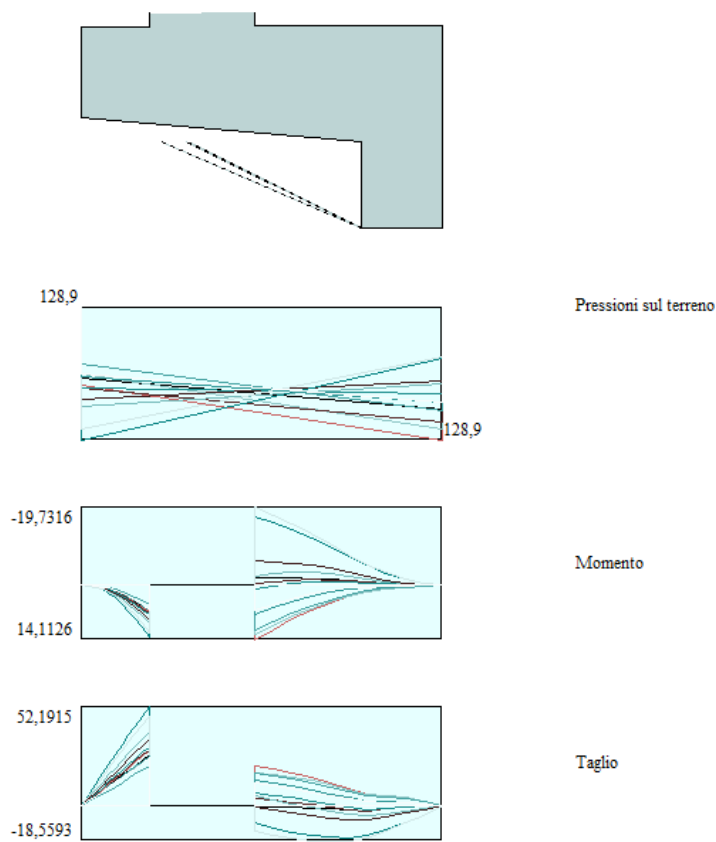 128,9
Pressioni sul terreno
128,9
-19,7316
Momento
14,1126
52,1915
Taglio
-18,5593